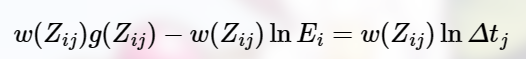 w(Z_{ij})g(Z_{ij}) − w(Z_{ij}) ln E_i = w(Z_{ij}) ln Δt_j